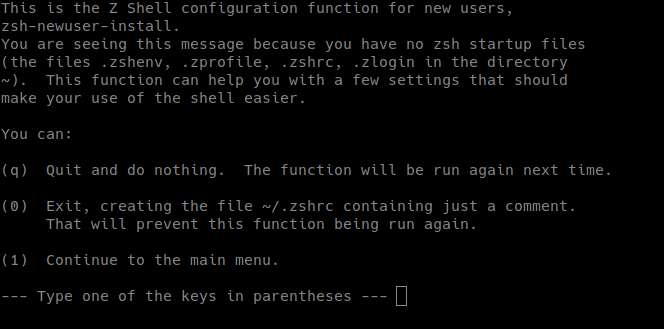 This is the Z Shell configuration function for new users,
zsh-newuser-install.
You are seeing this message because you have no zsh startup files
(the files .zshenv, .zprofile, .zshrc, .zlogin in the directory
~).  This function can help you with a few settings that should
make your use of the shell easier.

You can:

(q)  Quit and do nothing.  The function will be run again next time.

(0)  Exit, creating the file ~/.zshrc containing just a comment.
     That will prevent this function being run again.

(1)  Continue to the main menu.

--- Type one of the keys in parentheses ---